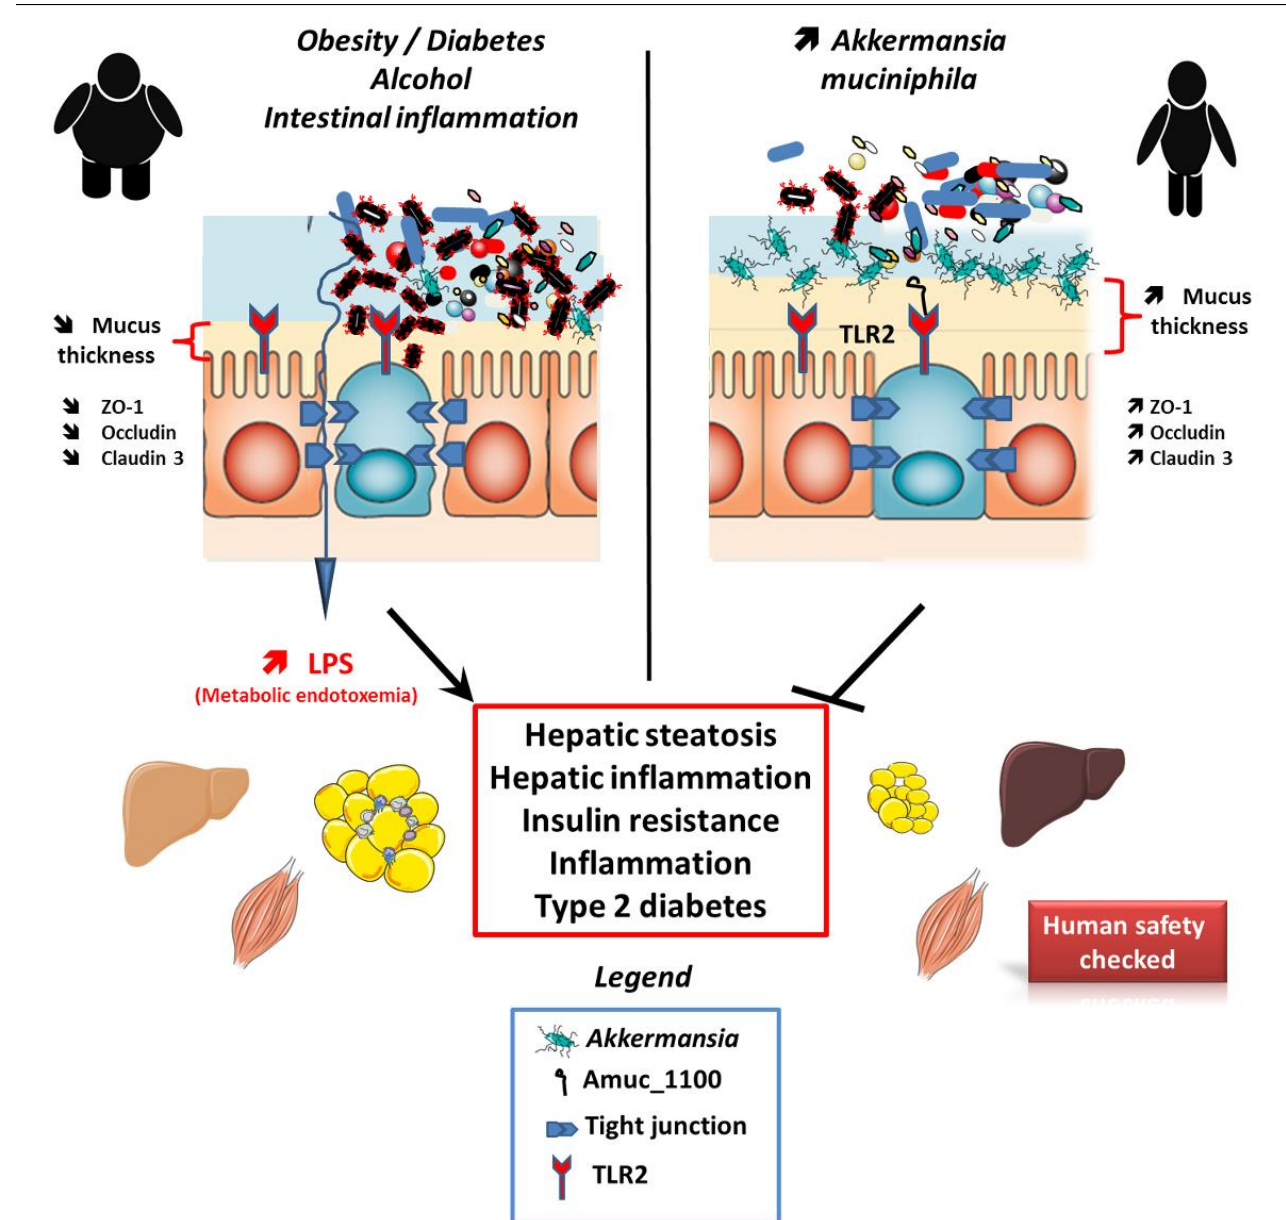 Obesity / Diabetes
Alcohol
Intestinal inflammation
Akkermansia
muciniphila
Mucus
thickness
ZO-1
Occludin
Claudin 3
TLR2
Mucus
thickness
ZO-1
Occludin
Claudin 3
LPS
(Metabolic endotoxemia)
Hepatic steatosis
Hepatic inflammation
Insulin resistance
Inflammation
Type 2 diabetes
Human safety
checked
Legend
Akkermansia
Amuc_1100
Tight junction
TLR2